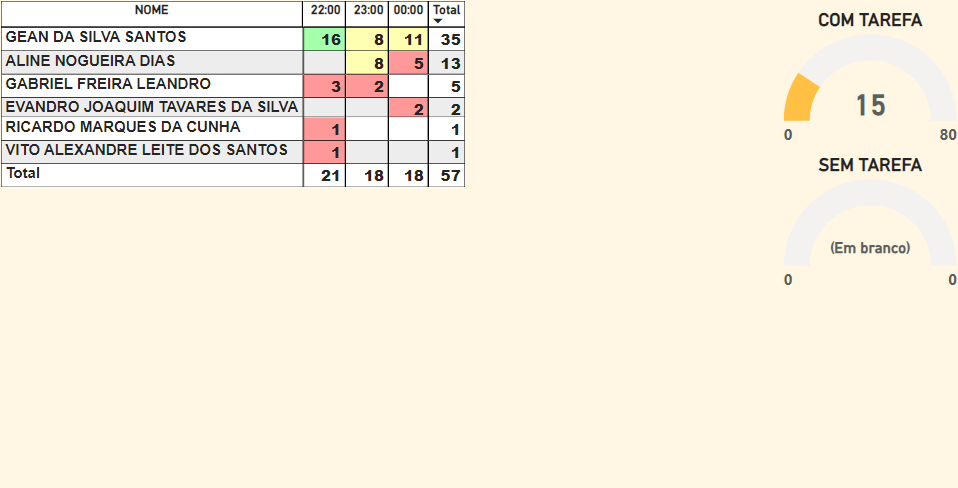 NOME 22:00 23:00 00:00 Total
GEAN DA SILVA SANTOS 16 8 11 35
ALINE NOGUEIRA DIAS 8 5 13
GABRIEL FREIRA LEANDRO 3 2 5
EVANDRO JOAQUIM TAVARES DA SILVA 2 2
RICARDO MARQUES DA CUNHA 1 1
VITO ALEXANDRE LEITE DOS SANTOS 1 1
Total 21 18 18 57
COM TAREFA
15
0 80
SEM TAREFA
(Em branco)
0 0